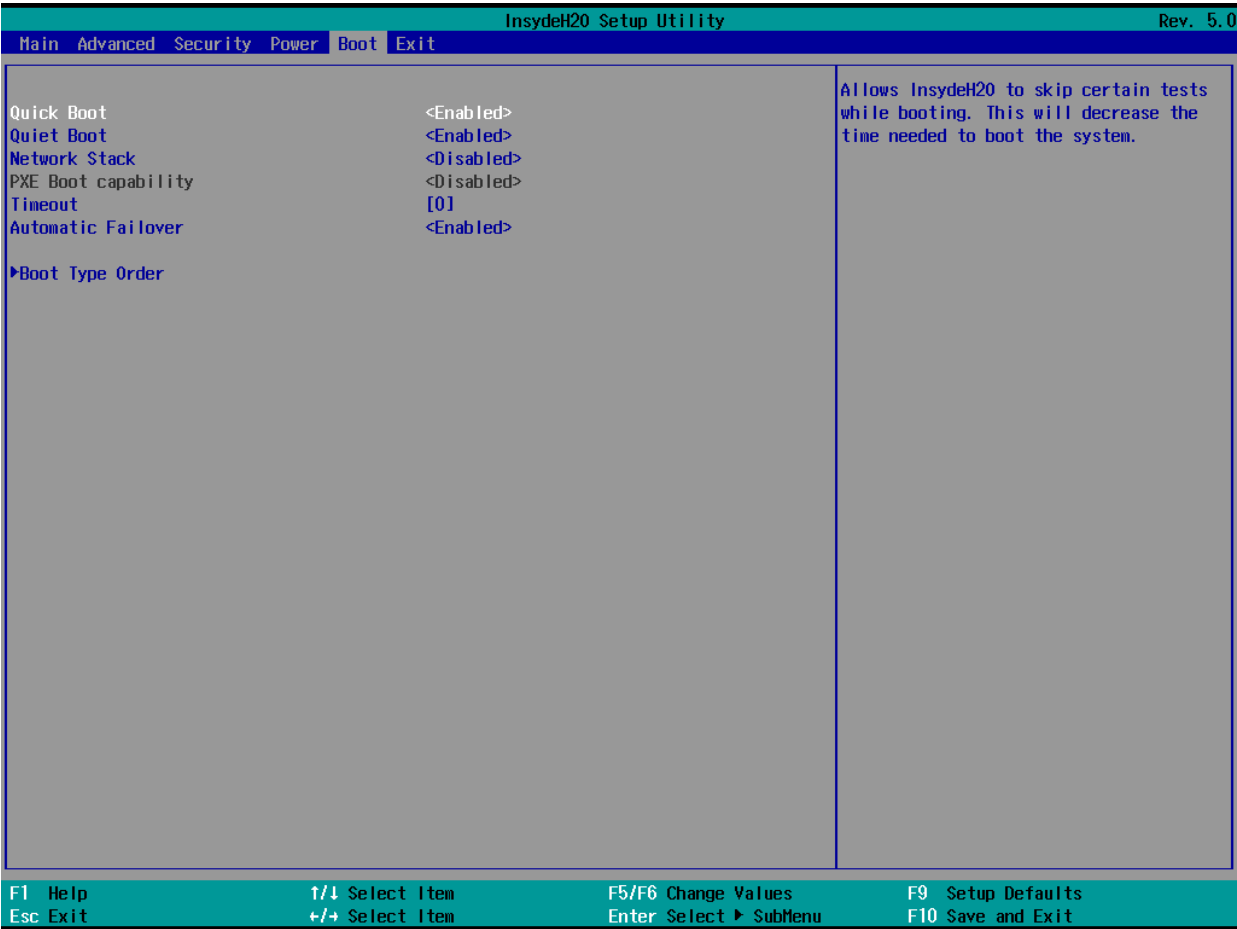 InsydeH20 Setup Utility Rev. 5.0
Main Advanced Security Power Boot Exit
Quick Boot <Enabled>
Quiet Boot <Enabled>
Network Stack <Disabled>
PXE Boot capability <Disabled>
Timeout [0]
Automatic Failover <Enabled>
▶Boot Type Order
Allows InsydeH20 to skip certain tests
while booting. This will decrease the
time needed to boot the system.
F1 Help ↑/↓ Select Item F5/F6 Change Values F9 Setup Defaults
Esc Exit ←/→ Select Item Enter Select ▶ SubMenu F10 Save and Exit